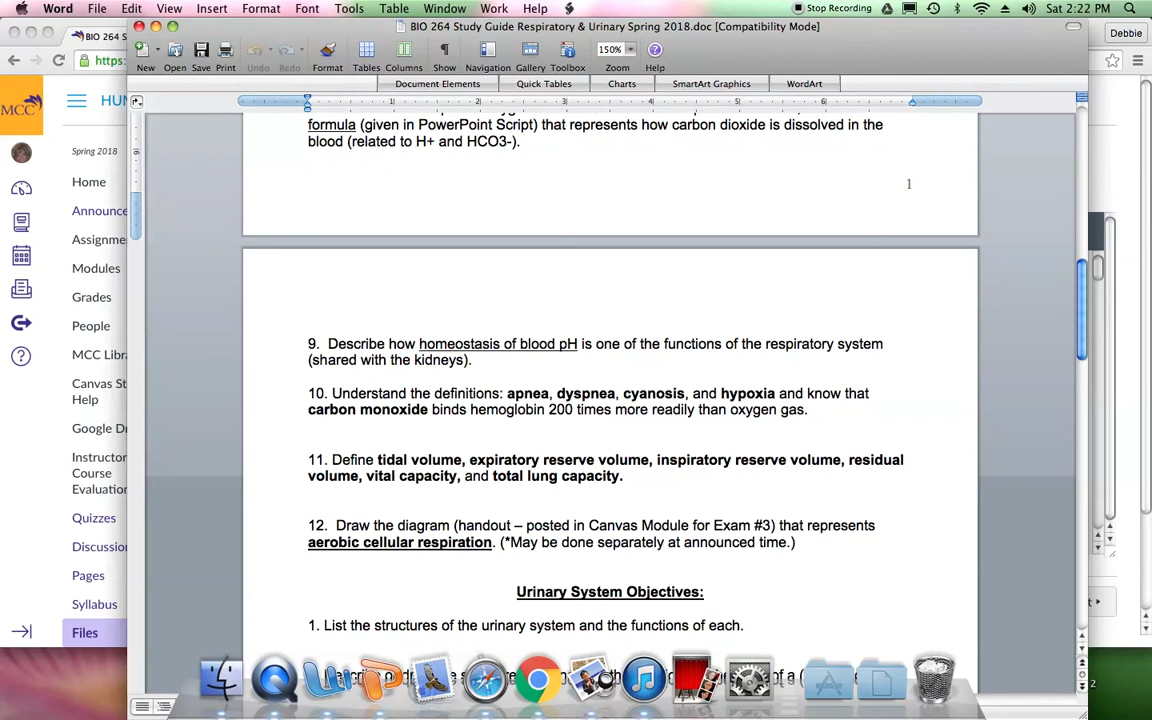 Word File Edit View Insert Format Font Tools Table Window Work Help Stop Recording Sat 2:22 PM
BIO 264 Study Guide Respiratory & Urinary Spring 2018.doc [Compatibility Mode]
BIO 264 S
Debbie
https:
New Open Save Print Undo Redo Format Tables Columns Show Navigation Gallery Toolbox 150% Zoom Help
Document Elements Quick Tables Charts SmartArt Graphics WordArt
1 2 3 4 5 6
MCC
HUM
Spring 2018
Home
Announce
Assignme
Modules
Grades
People
MCC Libra
Canvas St
Help
Google Dr
Instructor
Course
Evaluation
Quizzes
Discussion
Pages
Syllabus
Files
formula (given in PowerPoint Script) that represents how carbon dioxide is dissolved in the
blood (related to H+ and HCO3-).
1
9. Describe how homeostasis of blood pH is one of the functions of the respiratory system
(shared with the kidneys).
10. Understand the definitions: apnea, dyspnea, cyanosis, and hypoxia and know that
carbon monoxide binds hemoglobin 200 times more readily than oxygen gas.
11. Define tidal volume, expiratory reserve volume, inspiratory reserve volume, residual
volume, vital capacity, and total lung capacity.
12. Draw the diagram (handout – posted in Canvas Module for Exam #3) that represents
aerobic cellular respiration. (*May be done separately at announced time.)
Urinary System Objectives:
1. List the structures of the urinary system and the functions of each.